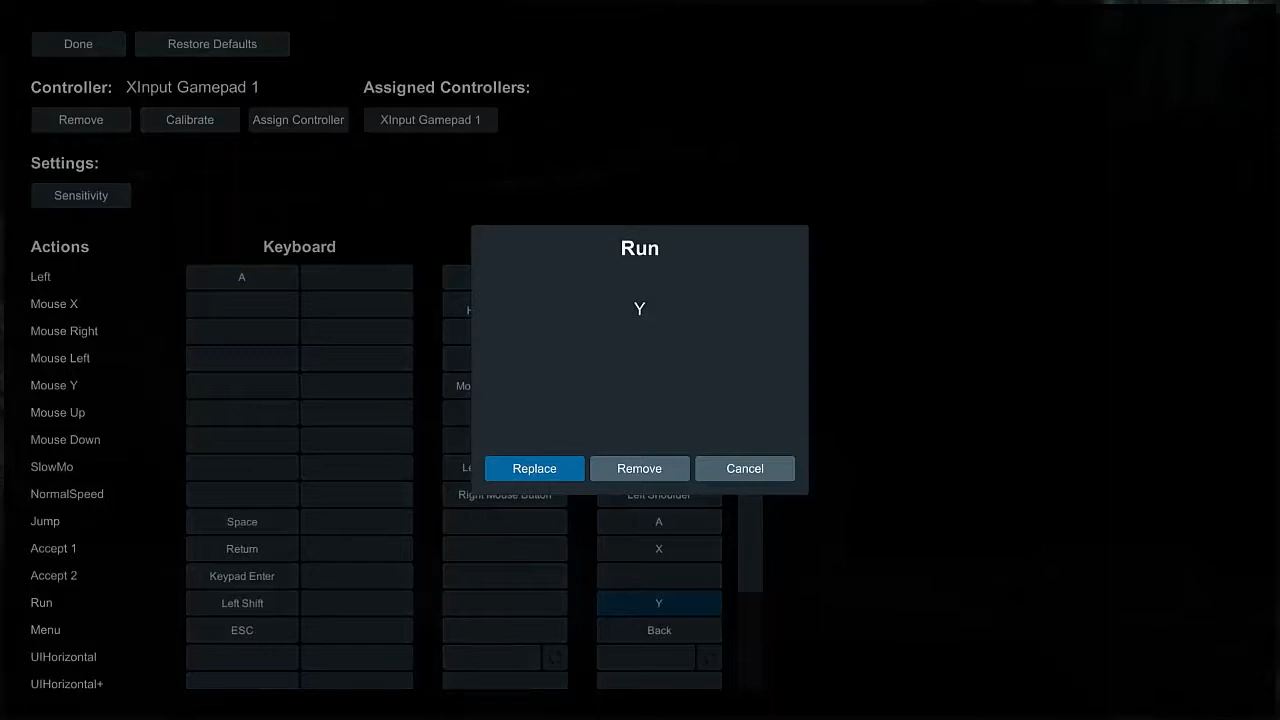 Done Restore Defaults
Controller: XInput Gamepad 1 Assigned Controllers:
Remove Calibrate Assign Controller XInput Gamepad 1
Settings:
Sensitivity
Actions Keyboard
Run
Left A
Mouse X
Y
Mouse Right
Mouse Left
Mouse Y Mo
Mouse Up
Mouse Down
SlowMo Le
Replace Remove Cancel
NormalSpeed Right Mouse Button Left Shoulder
Jump Space A
Accept 1 Return X
Accept 2 Keypad Enter
Run Left Shift Y
Menu ESC Back
UIHorizontal
UIHorizontal+